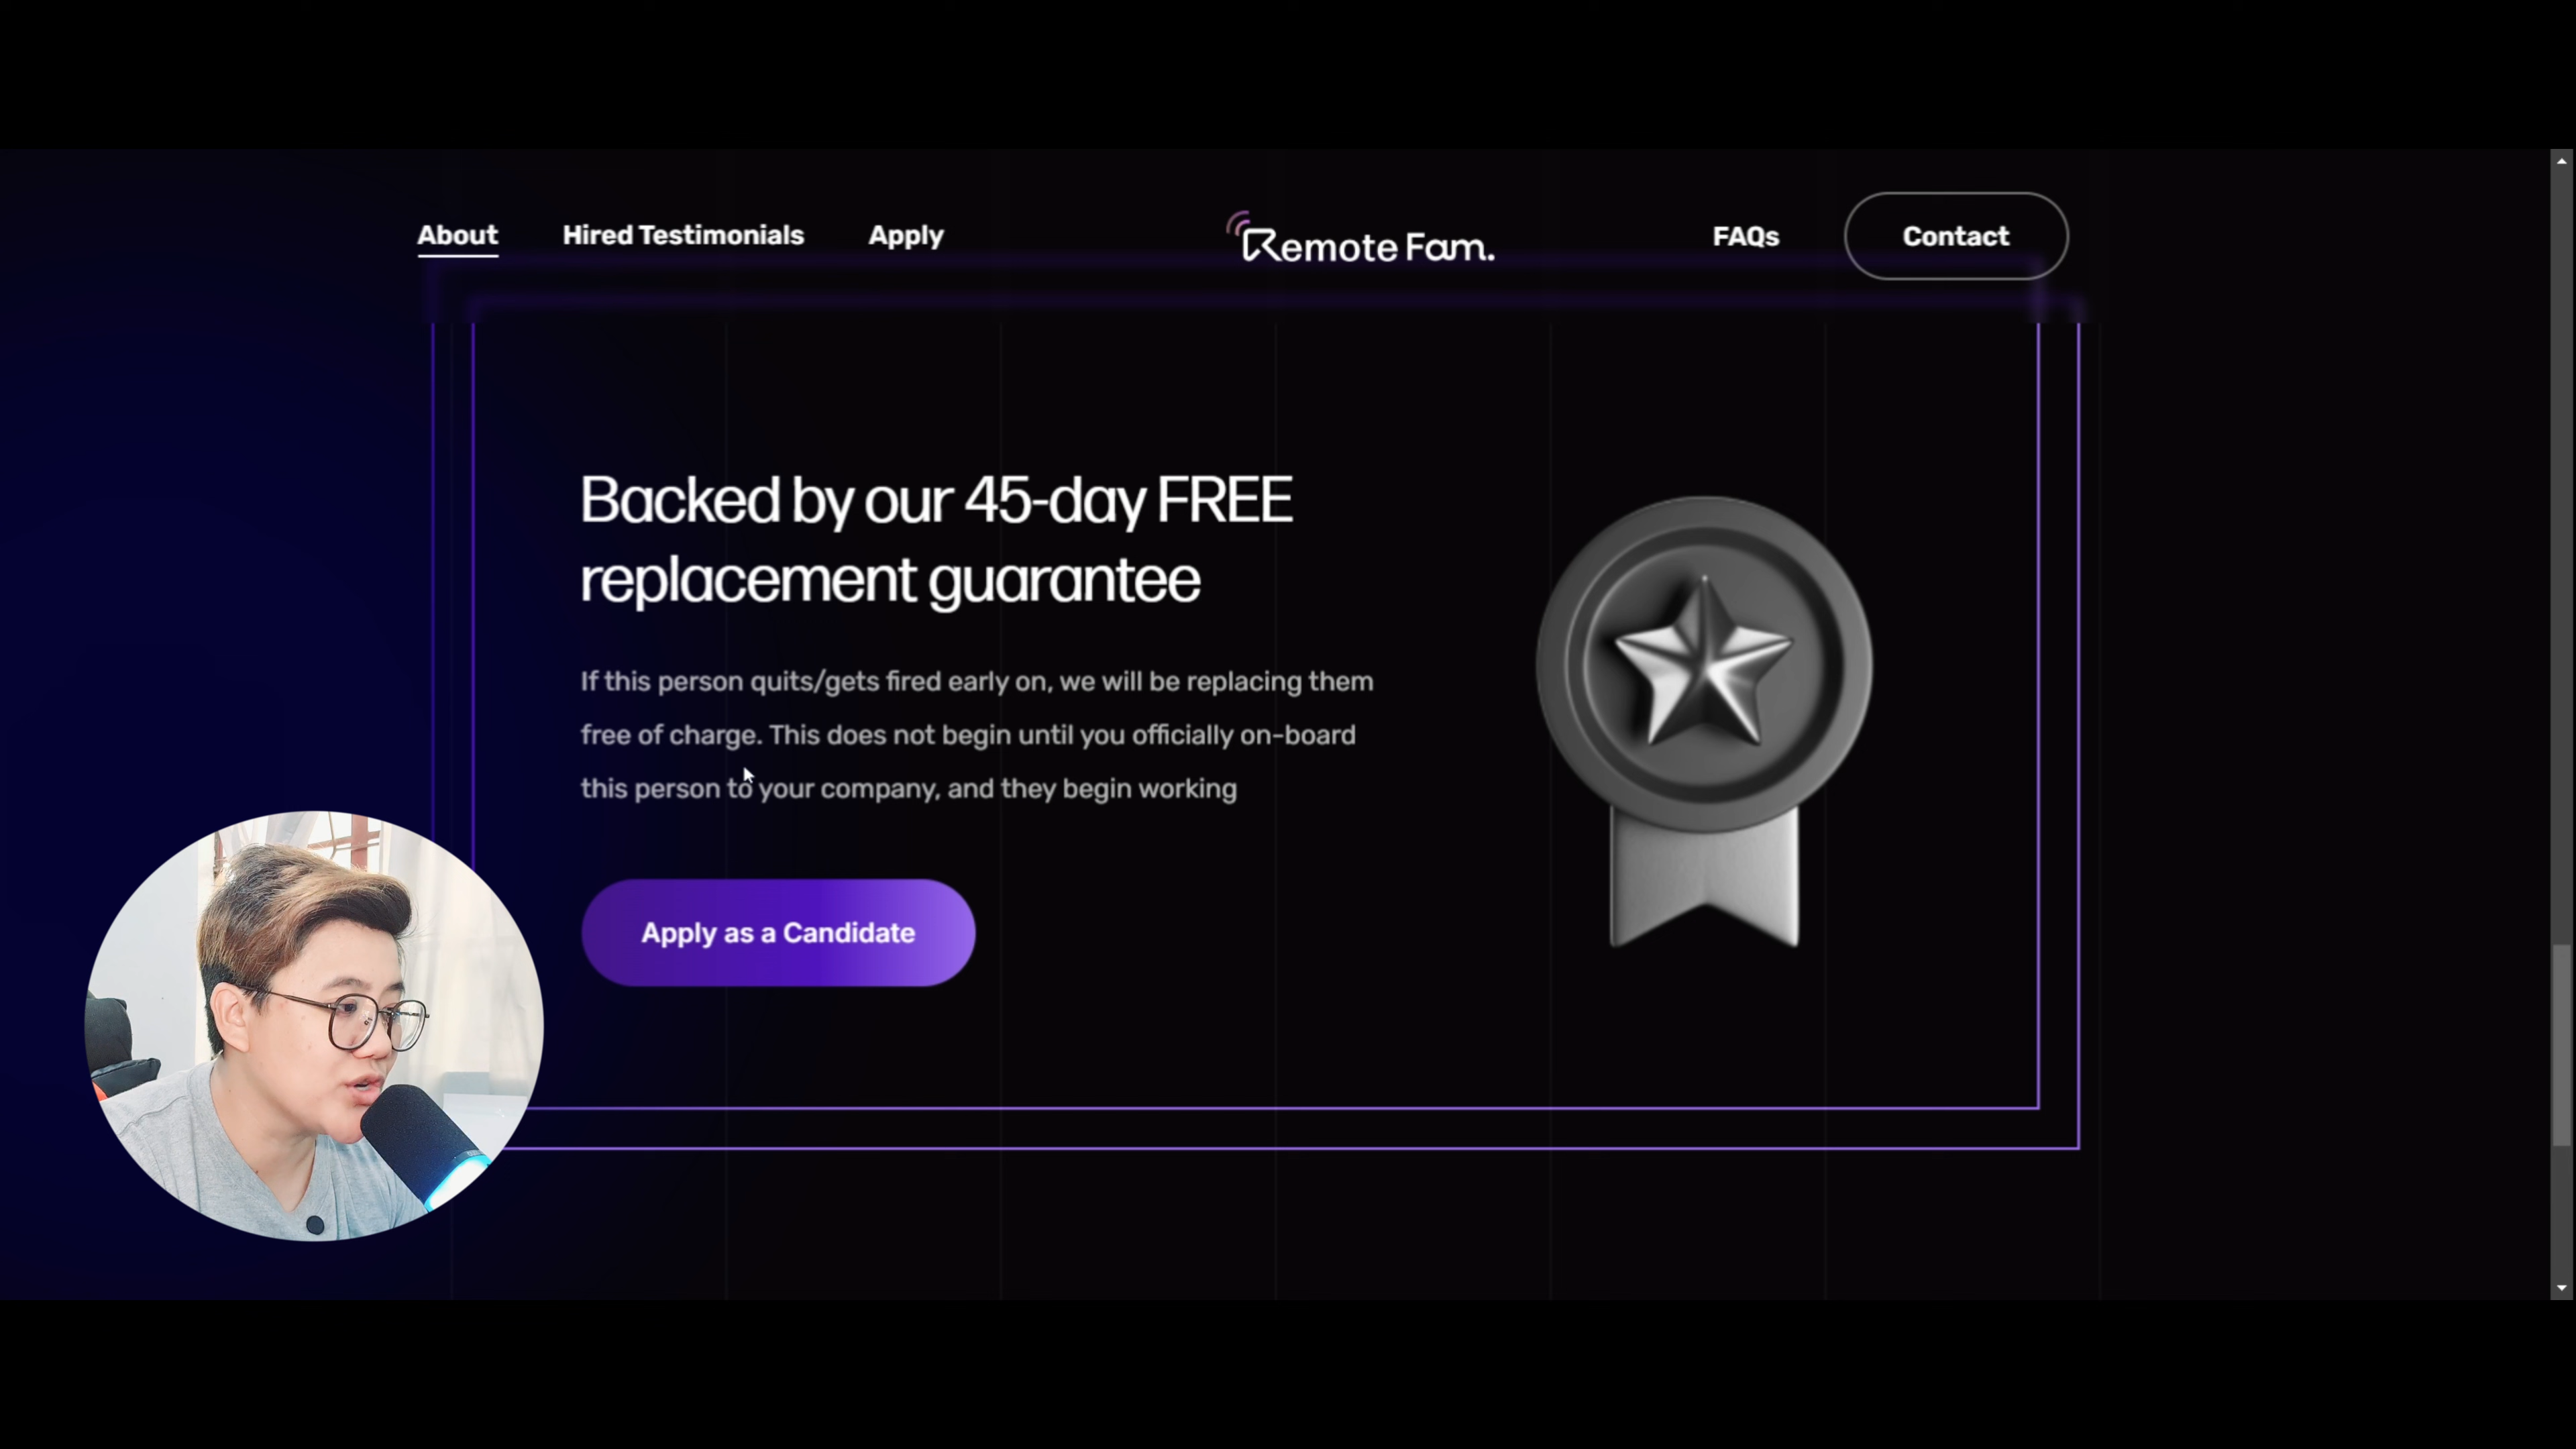 About
Hired Testimonials
Apply
Remote Fam.
FAQs
Contact
Backed by our 45-day FREE
replacement guarantee
If this person quits/gets fired early on, we will be replacing them
free of charge. This does not begin until you officially on-board
this person to your company, and they begin working
Apply as a Candidate